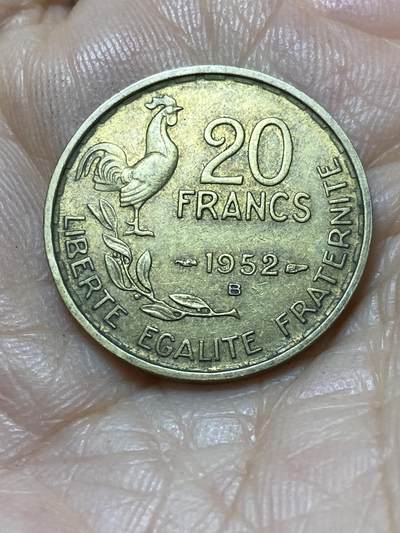 20
FRANCS
1952
B
LIBERTE EGALITE FRATERNITE